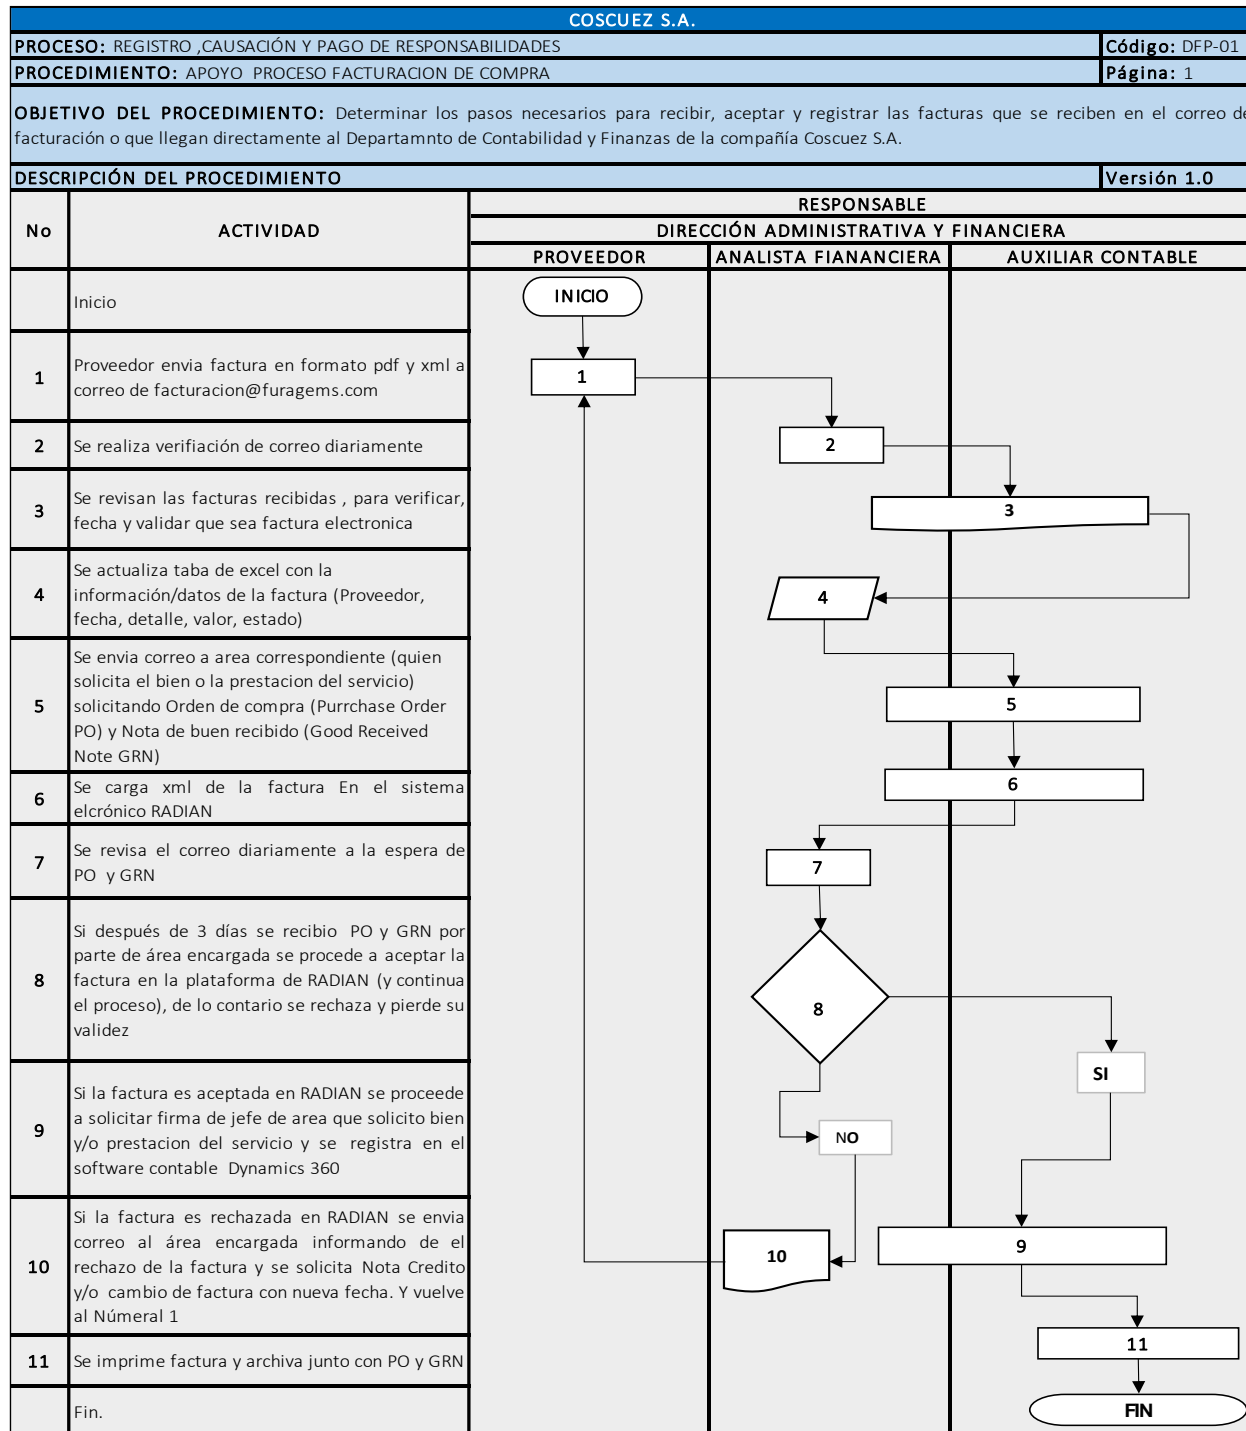 COSCUEZ S.A.
PROCESO: REGISTRO ,CAUSACIÓN Y PAGO DE RESPONSABILIDADES
Código: DFP-01
PROCEDIMIENTO: APOYO PROCESO FACTURACION DE COMPRA
Página: 1
OBJETIVO DEL PROCEDIMIENTO: Determinar los pasos necesarios para recibir, aceptar y registrar las facturas que se reciben en el correo de
facturación o que llegan directamente al Departamnto de Contabilidad y Finanzas de la compañía Coscuez S.A.
DESCRIPCIÓN DEL PROCEDIMIENTO
Versión 1.0
No
ACTIVIDAD
RESPONSABLE
DIRECCIÓN ADMINISTRATIVA Y FINANCIERA
PROVEEDOR
ANALISTA FIANANCIERA
AUXILIAR CONTABLE
Inicio
INICIO
1
Proveedor envia factura en formato pdf y xml a
correo de facturacion@furagems.com
1
2
Se realiza verifiación de correo diariamente
2
3
Se revisan las facturas recibidas , para verificar,
fecha y validar que sea factura electronica
3
4
Se actualiza taba de excel con la
información/datos de la factura (Proveedor,
fecha, detalle, valor, estado)
4
5
Se envia correo a area correspondiente (quien
solicita el bien o la prestacion del servicio)
solicitando Orden de compra (Purrchase Order
PO) y Nota de buen recibido (Good Received
Note GRN)
5
6
Se carga xml de la factura En el sistema
elcrónico RADIAN
6
7
Se revisa el correo diariamente a la espera de
PO y GRN
7
8
Si después de 3 días se recibio PO y GRN por
parte de área encargada se procede a aceptar la
factura en la plataforma de RADIAN (y continua
el proceso), de lo contario se rechaza y pierde su
validez
8
SI
NO
9
Si la factura es aceptada en RADIAN se proceede
a solicitar firma de jefe de area que solicito bien
y/o prestacion del servicio y se registra en el
software contable Dynamics 360
9
10
Si la factura es rechazada en RADIAN se envia
correo al área encargada informando de el
rechazo de la factura y se solicita Nota Credito
y/o cambio de factura con nueva fecha. Y vuelve
al Númeral 1
10
11
Se imprime factura y archiva junto con PO y GRN
11
Fin.
FIN